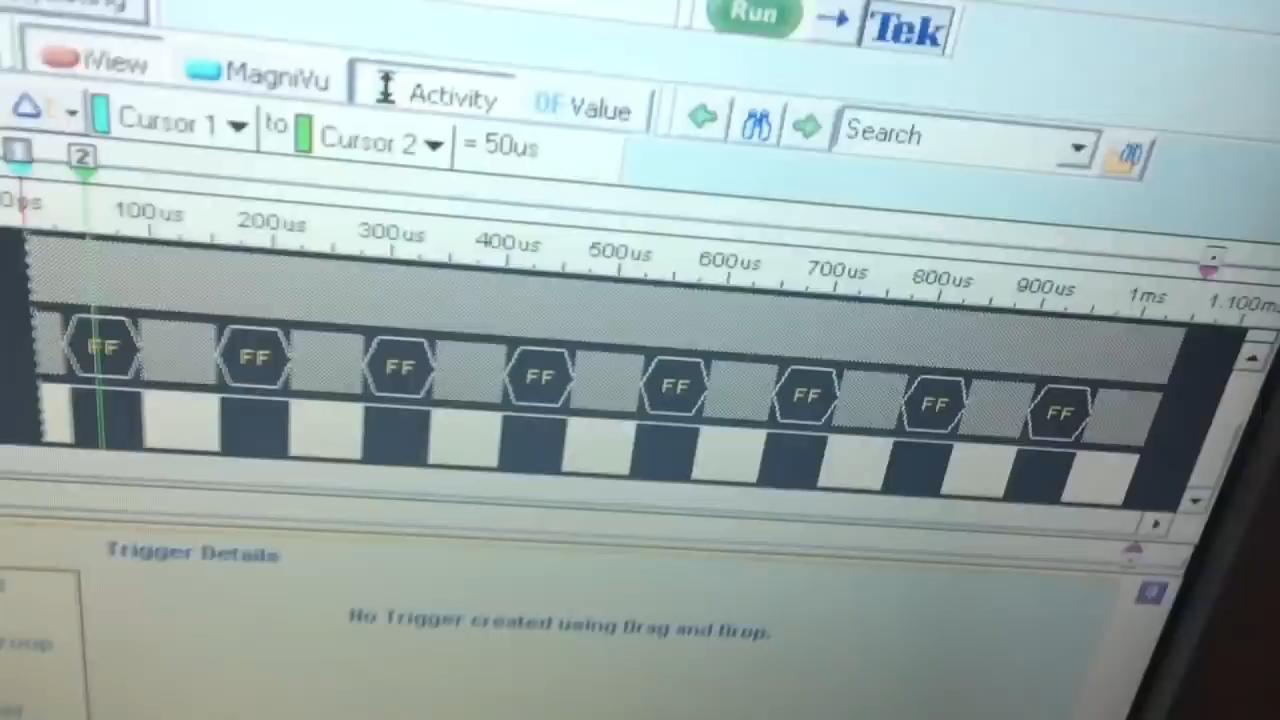 Run Tek
iView MagniVu Activity 0F Value Search
Cursor 1 to Cursor 2 = 50us
1 2
100us 200us 300us 400us 500us 600us 700us 800us 900us 1ms
FF FF FF FF FF FF FF FF
Trigger Details
No Trigger created using Drag and Drop.